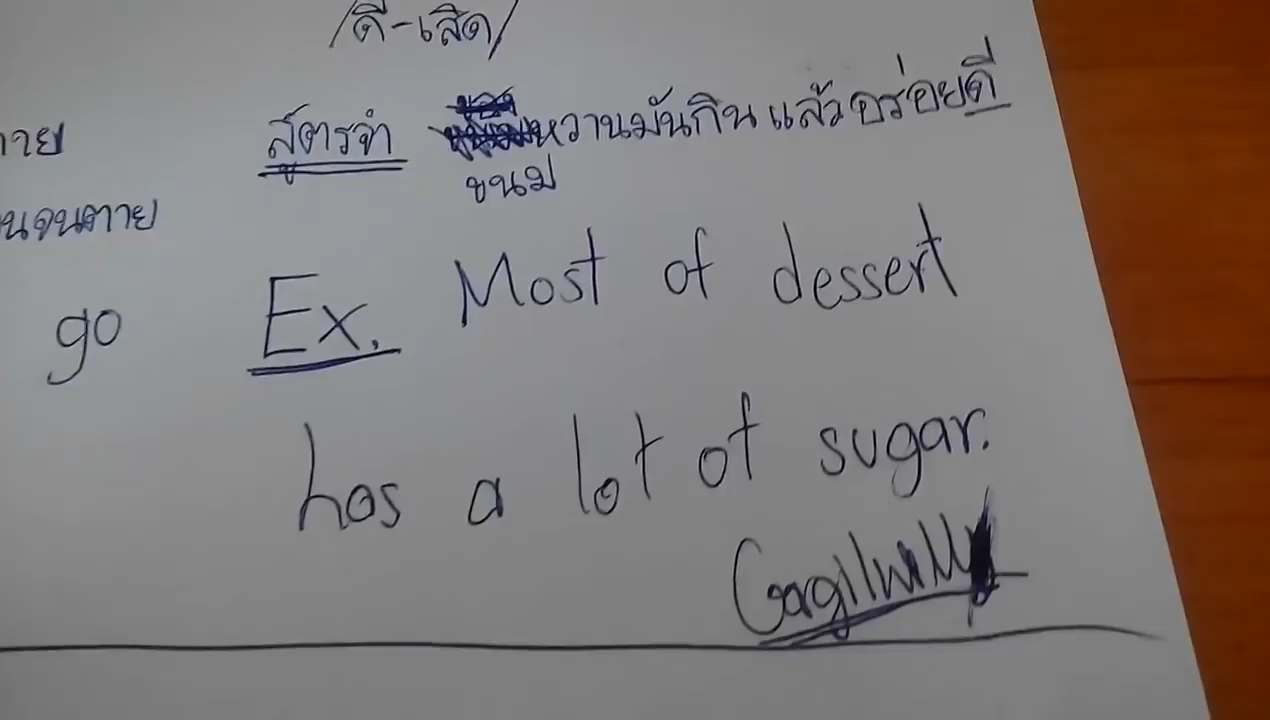 /ดี-เสิด/
สูตรจำ หวานมันกินแล้วอร่อยดี
ขนม
นจนตาย
go
Ex. Most of dessert
has a lot of sugar.